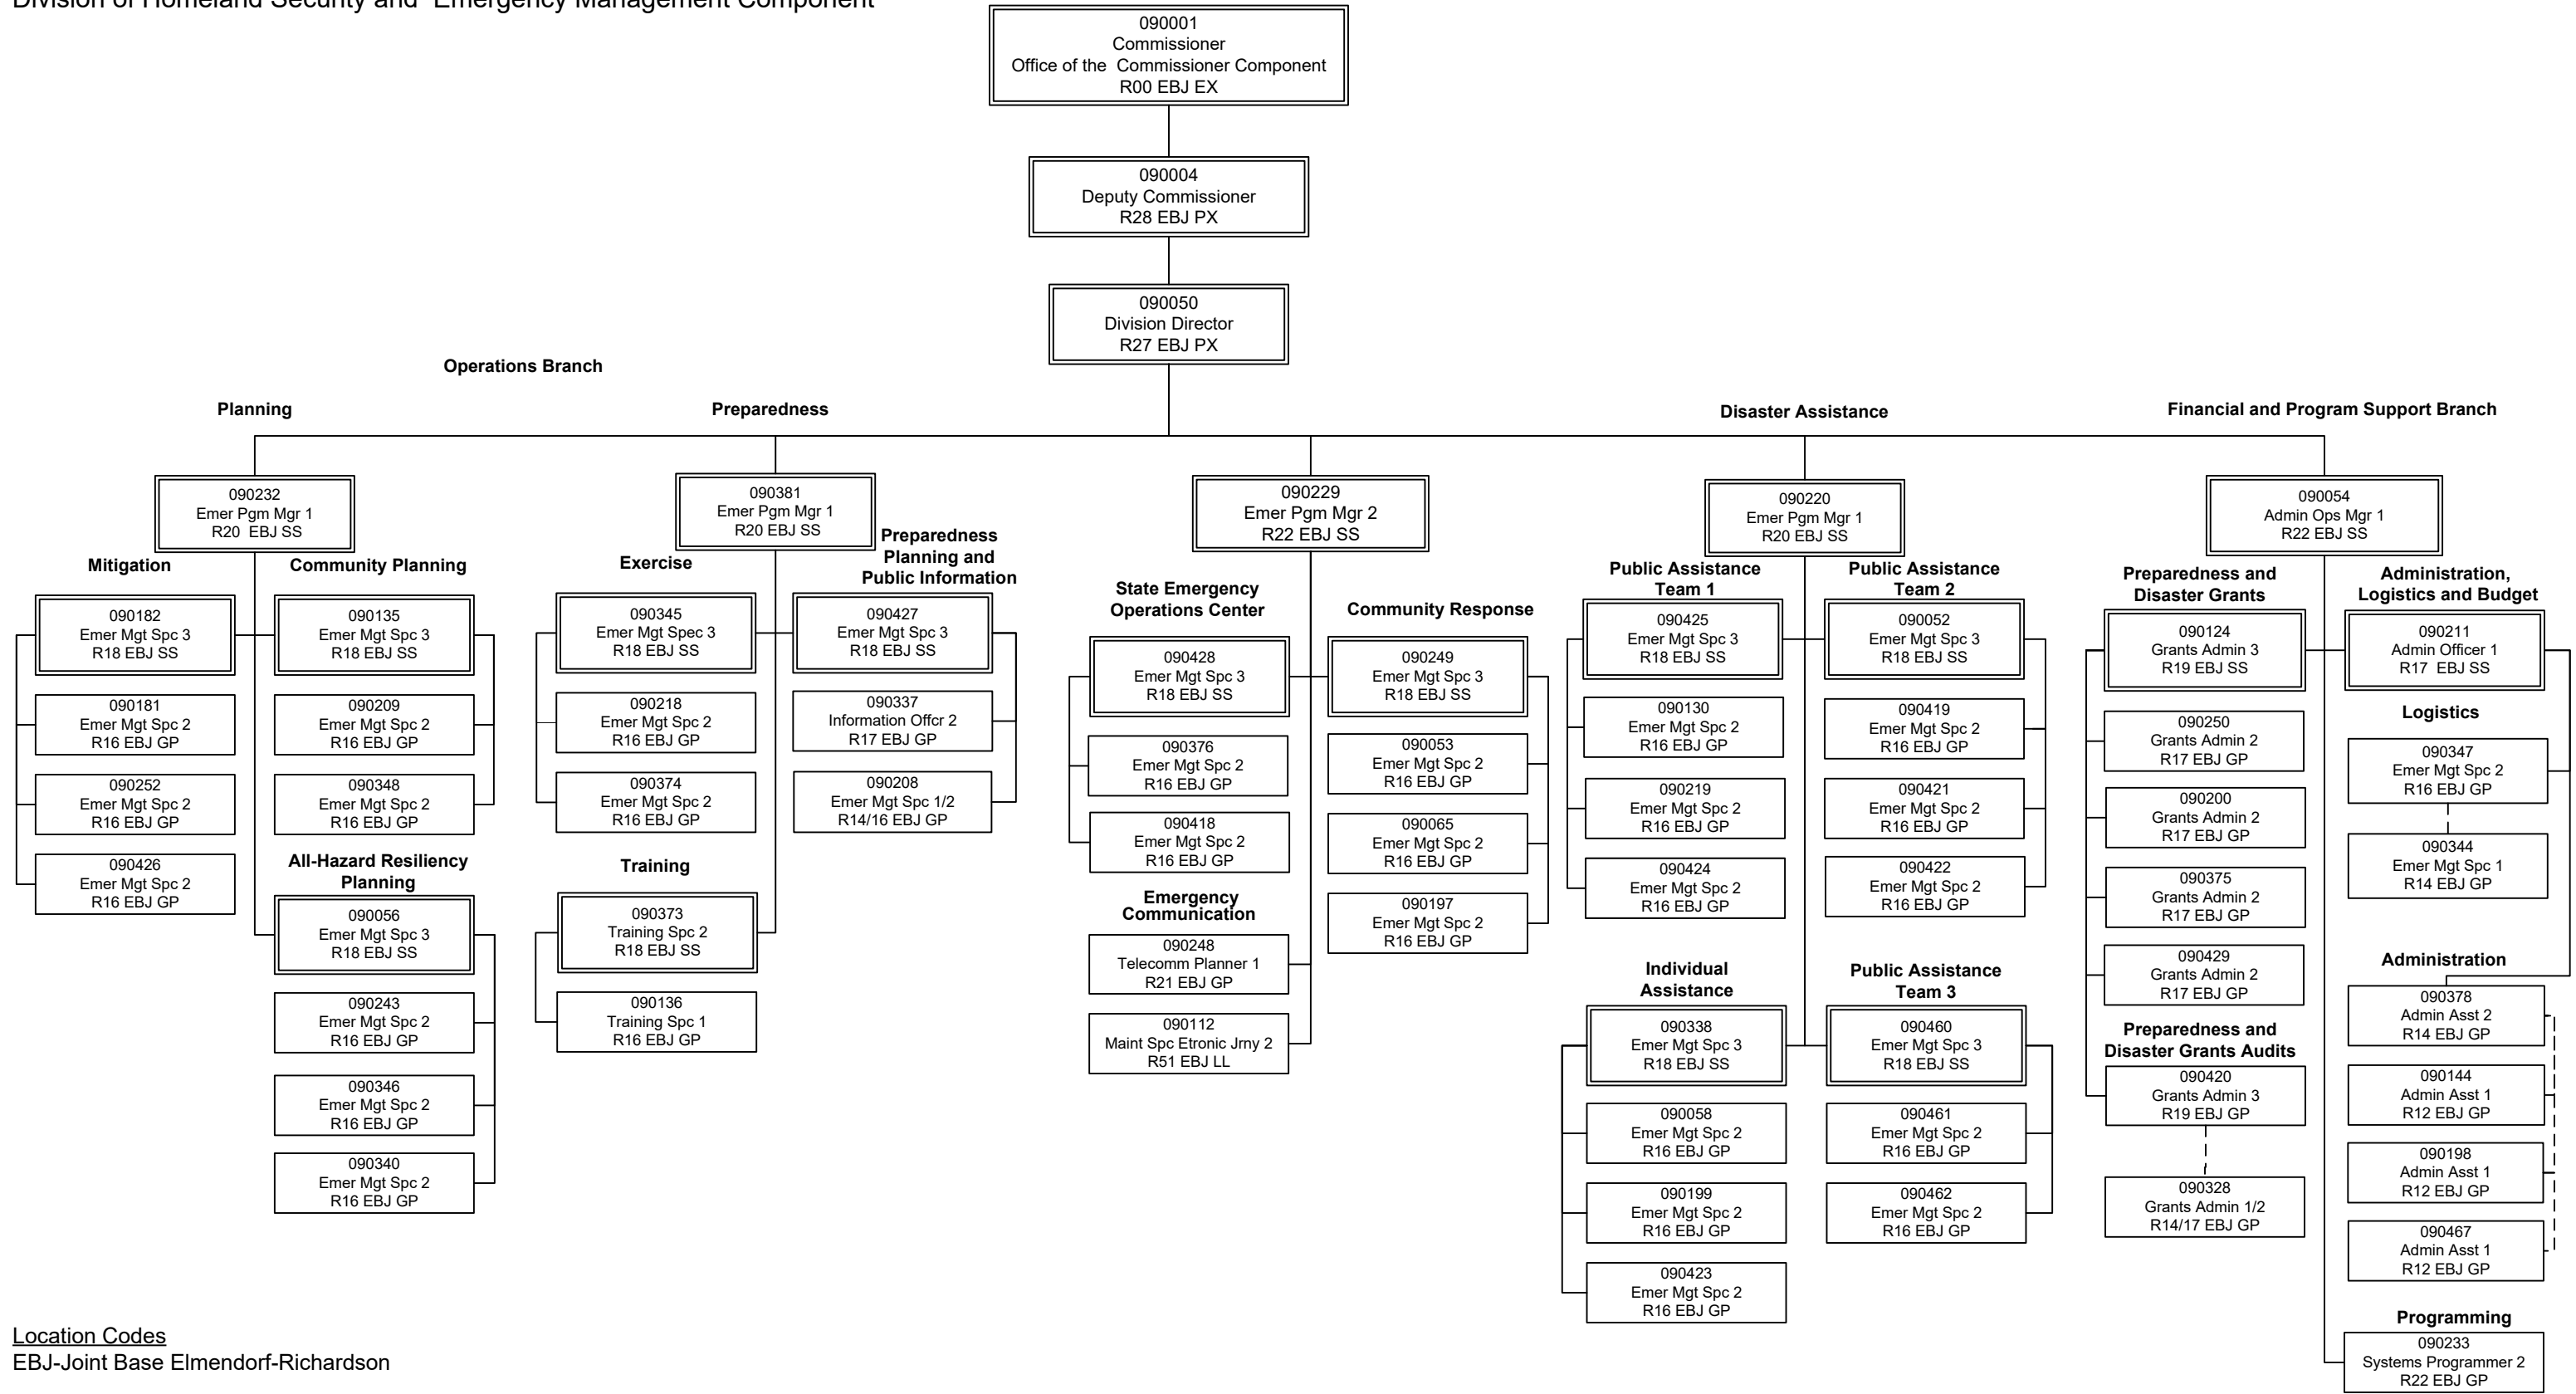 Division of Homeland Security and Emergency Management Component
090001
Commissioner
Office of the Commissioner Component
R00 EBJ EX
090004
Deputy Commissioner
R28 EBJ PX
090050
Division Director
R27 EBJ PX
Operations Branch
Planning
Preparedness
Disaster Assistance
Financial and Program Support Branch
090232
Emer Pgm Mgr 1
R20 EBJ SS
Mitigation
090182
Emer Mgt Spc 3
R18 EBJ SS
090181
Emer Mgt Spc 2
R16 EBJ GP
090252
Emer Mgt Spc 2
R16 EBJ GP
090426
Emer Mgt Spc 2
R16 EBJ GP
Community Planning
090135
Emer Mgt Spc 3
R18 EBJ SS
090209
Emer Mgt Spc 2
R16 EBJ GP
090348
Emer Mgt Spc 2
R16 EBJ GP
All-Hazard Resiliency
Planning
090056
Emer Mgt Spc 3
R18 EBJ SS
090243
Emer Mgt Spc 2
R16 EBJ GP
090346
Emer Mgt Spc 2
R16 EBJ GP
090340
Emer Mgt Spc 2
R16 EBJ GP
090381
Emer Pgm Mgr 1
R20 EBJ SS
Exercise
090345
Emer Mgt Spec 3
R18 EBJ SS
090218
Emer Mgt Spc 2
R16 EBJ GP
090374
Emer Mgt Spc 2
R16 EBJ GP
Training
090373
Training Spc 2
R18 EBJ SS
090136
Training Spc 1
R16 EBJ GP
Preparedness
Planning and
Public Information
090427
Emer Mgt Spc 3
R18 EBJ SS
090337
Information Offcr 2
R17 EBJ GP
090208
Emer Mgt Spc 1/2
R14/16 EBJ GP
090229
Emer Pgm Mgr 2
R22 EBJ SS
State Emergency
Operations Center
090428
Emer Mgt Spc 3
R18 EBJ SS
090376
Emer Mgt Spc 2
R16 EBJ GP
090418
Emer Mgt Spc 2
R16 EBJ GP
Emergency
Communication
090248
Telecomm Planner 1
R21 EBJ GP
090112
Maint Spc Etronic Jrny 2
R51 EBJ LL
Community Response
090249
Emer Mgt Spc 3
R18 EBJ SS
090053
Emer Mgt Spc 2
R16 EBJ GP
090065
Emer Mgt Spc 2
R16 EBJ GP
090197
Emer Mgt Spc 2
R16 EBJ GP
090220
Emer Pgm Mgr 1
R20 EBJ SS
Public Assistance
Team 1
090425
Emer Mgt Spc 3
R18 EBJ SS
090130
Emer Mgt Spc 2
R16 EBJ GP
090219
Emer Mgt Spc 2
R16 EBJ GP
090424
Emer Mgt Spc 2
R16 EBJ GP
Public Assistance
Team 2
090052
Emer Mgt Spc 3
R18 EBJ SS
090419
Emer Mgt Spc 2
R16 EBJ GP
090421
Emer Mgt Spc 2
R16 EBJ GP
090422
Emer Mgt Spc 2
R16 EBJ GP
Individual
Assistance
090338
Emer Mgt Spc 3
R18 EBJ SS
090058
Emer Mgt Spc 2
R16 EBJ GP
090199
Emer Mgt Spc 2
R16 EBJ GP
090423
Emer Mgt Spc 2
R16 EBJ GP
Public Assistance
Team 3
090460
Emer Mgt Spc 3
R18 EBJ SS
090461
Emer Mgt Spc 2
R16 EBJ GP
090462
Emer Mgt Spc 2
R16 EBJ GP
090054
Admin Ops Mgr 1
R22 EBJ SS
Preparedness and
Disaster Grants
090124
Grants Admin 3
R19 EBJ SS
090250
Grants Admin 2
R17 EBJ GP
090200
Grants Admin 2
R17 EBJ GP
090375
Grants Admin 2
R17 EBJ GP
090429
Grants Admin 2
R17 EBJ GP
Preparedness and
Disaster Grants Audits
090420
Grants Admin 3
R19 EBJ GP
090328
Grants Admin 1/2
R14/17 EBJ GP
Administration,
Logistics and Budget
090211
Admin Officer 1
R17 EBJ SS
Logistics
090347
Emer Mgt Spc 2
R16 EBJ GP
090344
Emer Mgt Spc 1
R14 EBJ GP
Administration
090378
Admin Asst 2
R14 EBJ GP
090144
Admin Asst 1
R12 EBJ GP
090198
Admin Asst 1
R12 EBJ GP
090467
Admin Asst 1
R12 EBJ GP
Programming
090233
Systems Programmer 2
R22 EBJ GP
Location Codes
EBJ-Joint Base Elmendorf-Richardson